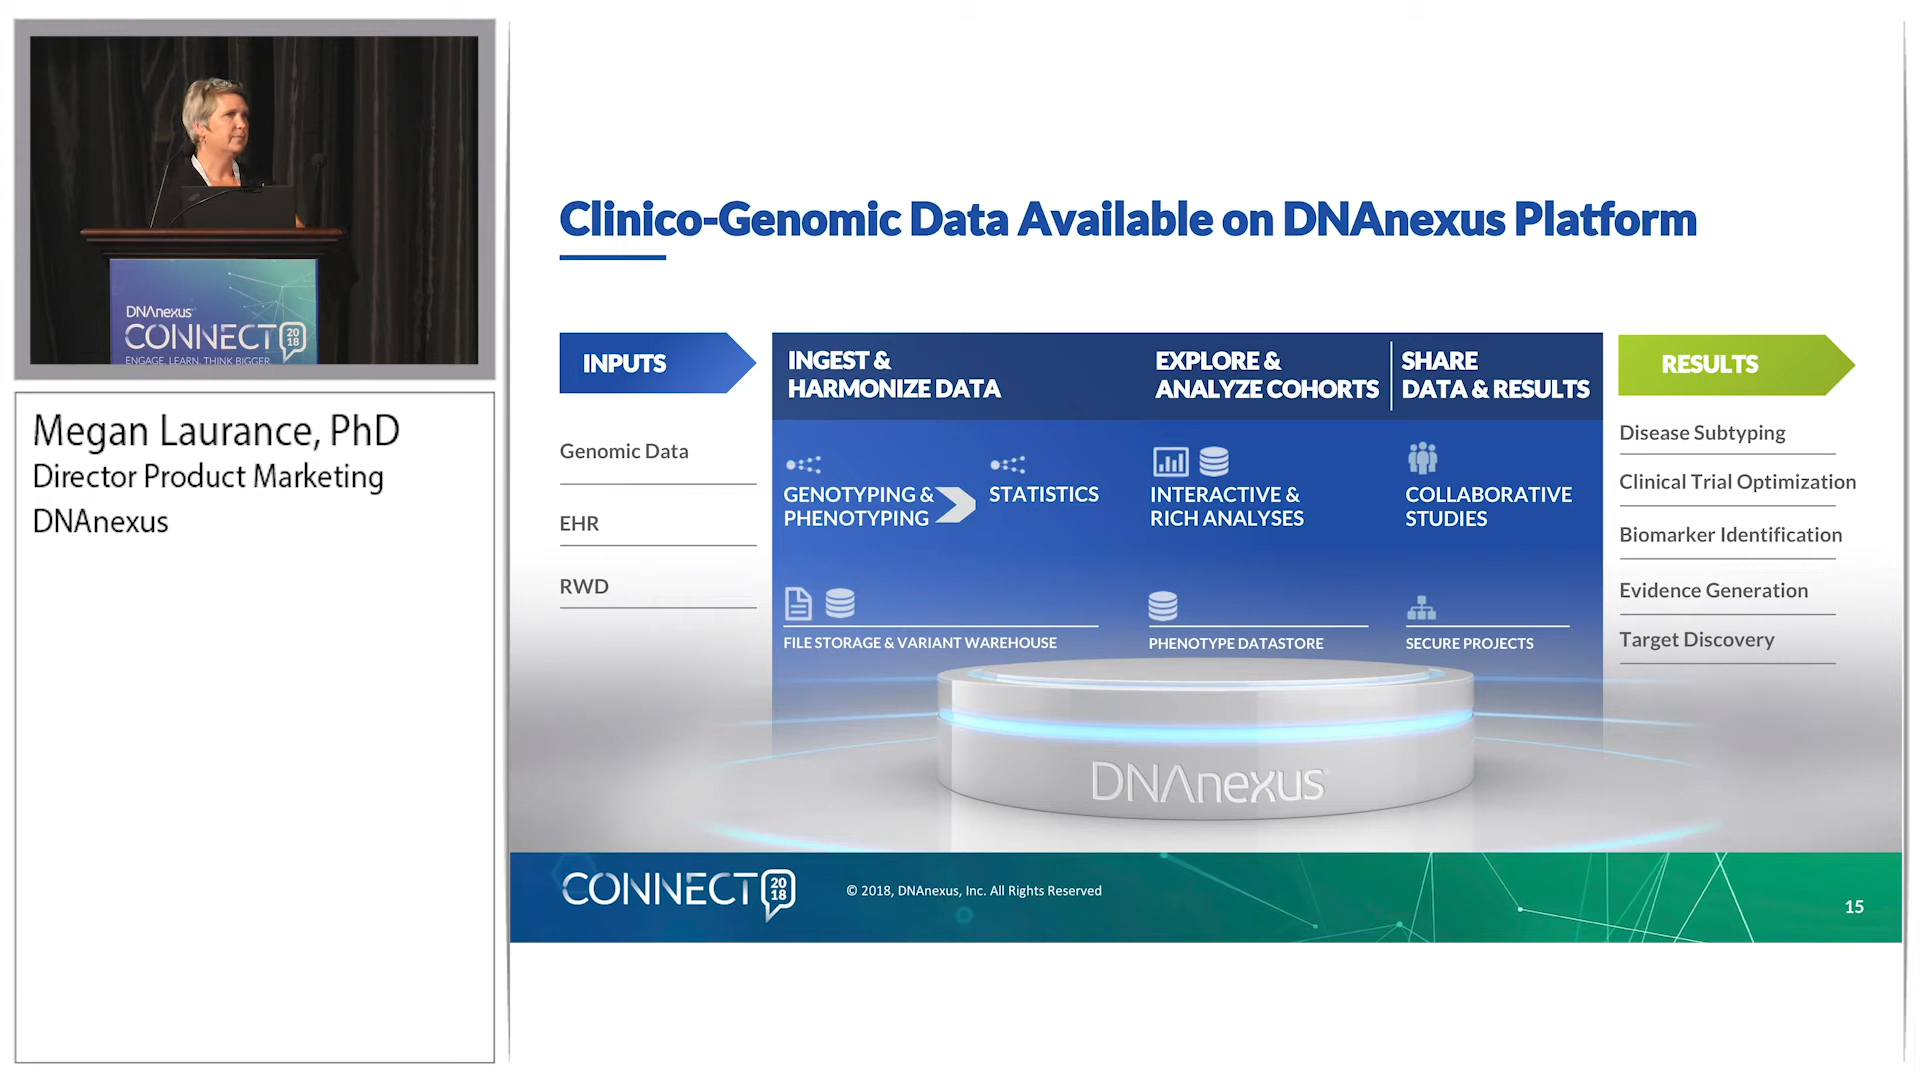 DNAnexus
CONNECT 20 18
ENGAGE. LEARN. THINK BIGGER.
Megan Laurance, PhD
Director Product Marketing
DNAnexus
Clinico-Genomic Data Available on DNAnexus Platform
INPUTS
Genomic Data
EHR
RWD
INGEST &
HARMONIZE DATA
EXPLORE &
ANALYZE COHORTS
SHARE
DATA & RESULTS
GENOTYPING &
PHENOTYPING
STATISTICS
INTERACTIVE &
RICH ANALYSES
COLLABORATIVE
STUDIES
FILE STORAGE & VARIANT WAREHOUSE
PHENOTYPE DATASTORE
SECURE PROJECTS
RESULTS
Disease Subtyping
Clinical Trial Optimization
Biomarker Identification
Evidence Generation
Target Discovery
DNAnexus
CONNECT 20 18
© 2018, DNAnexus, Inc. All Rights Reserved
15